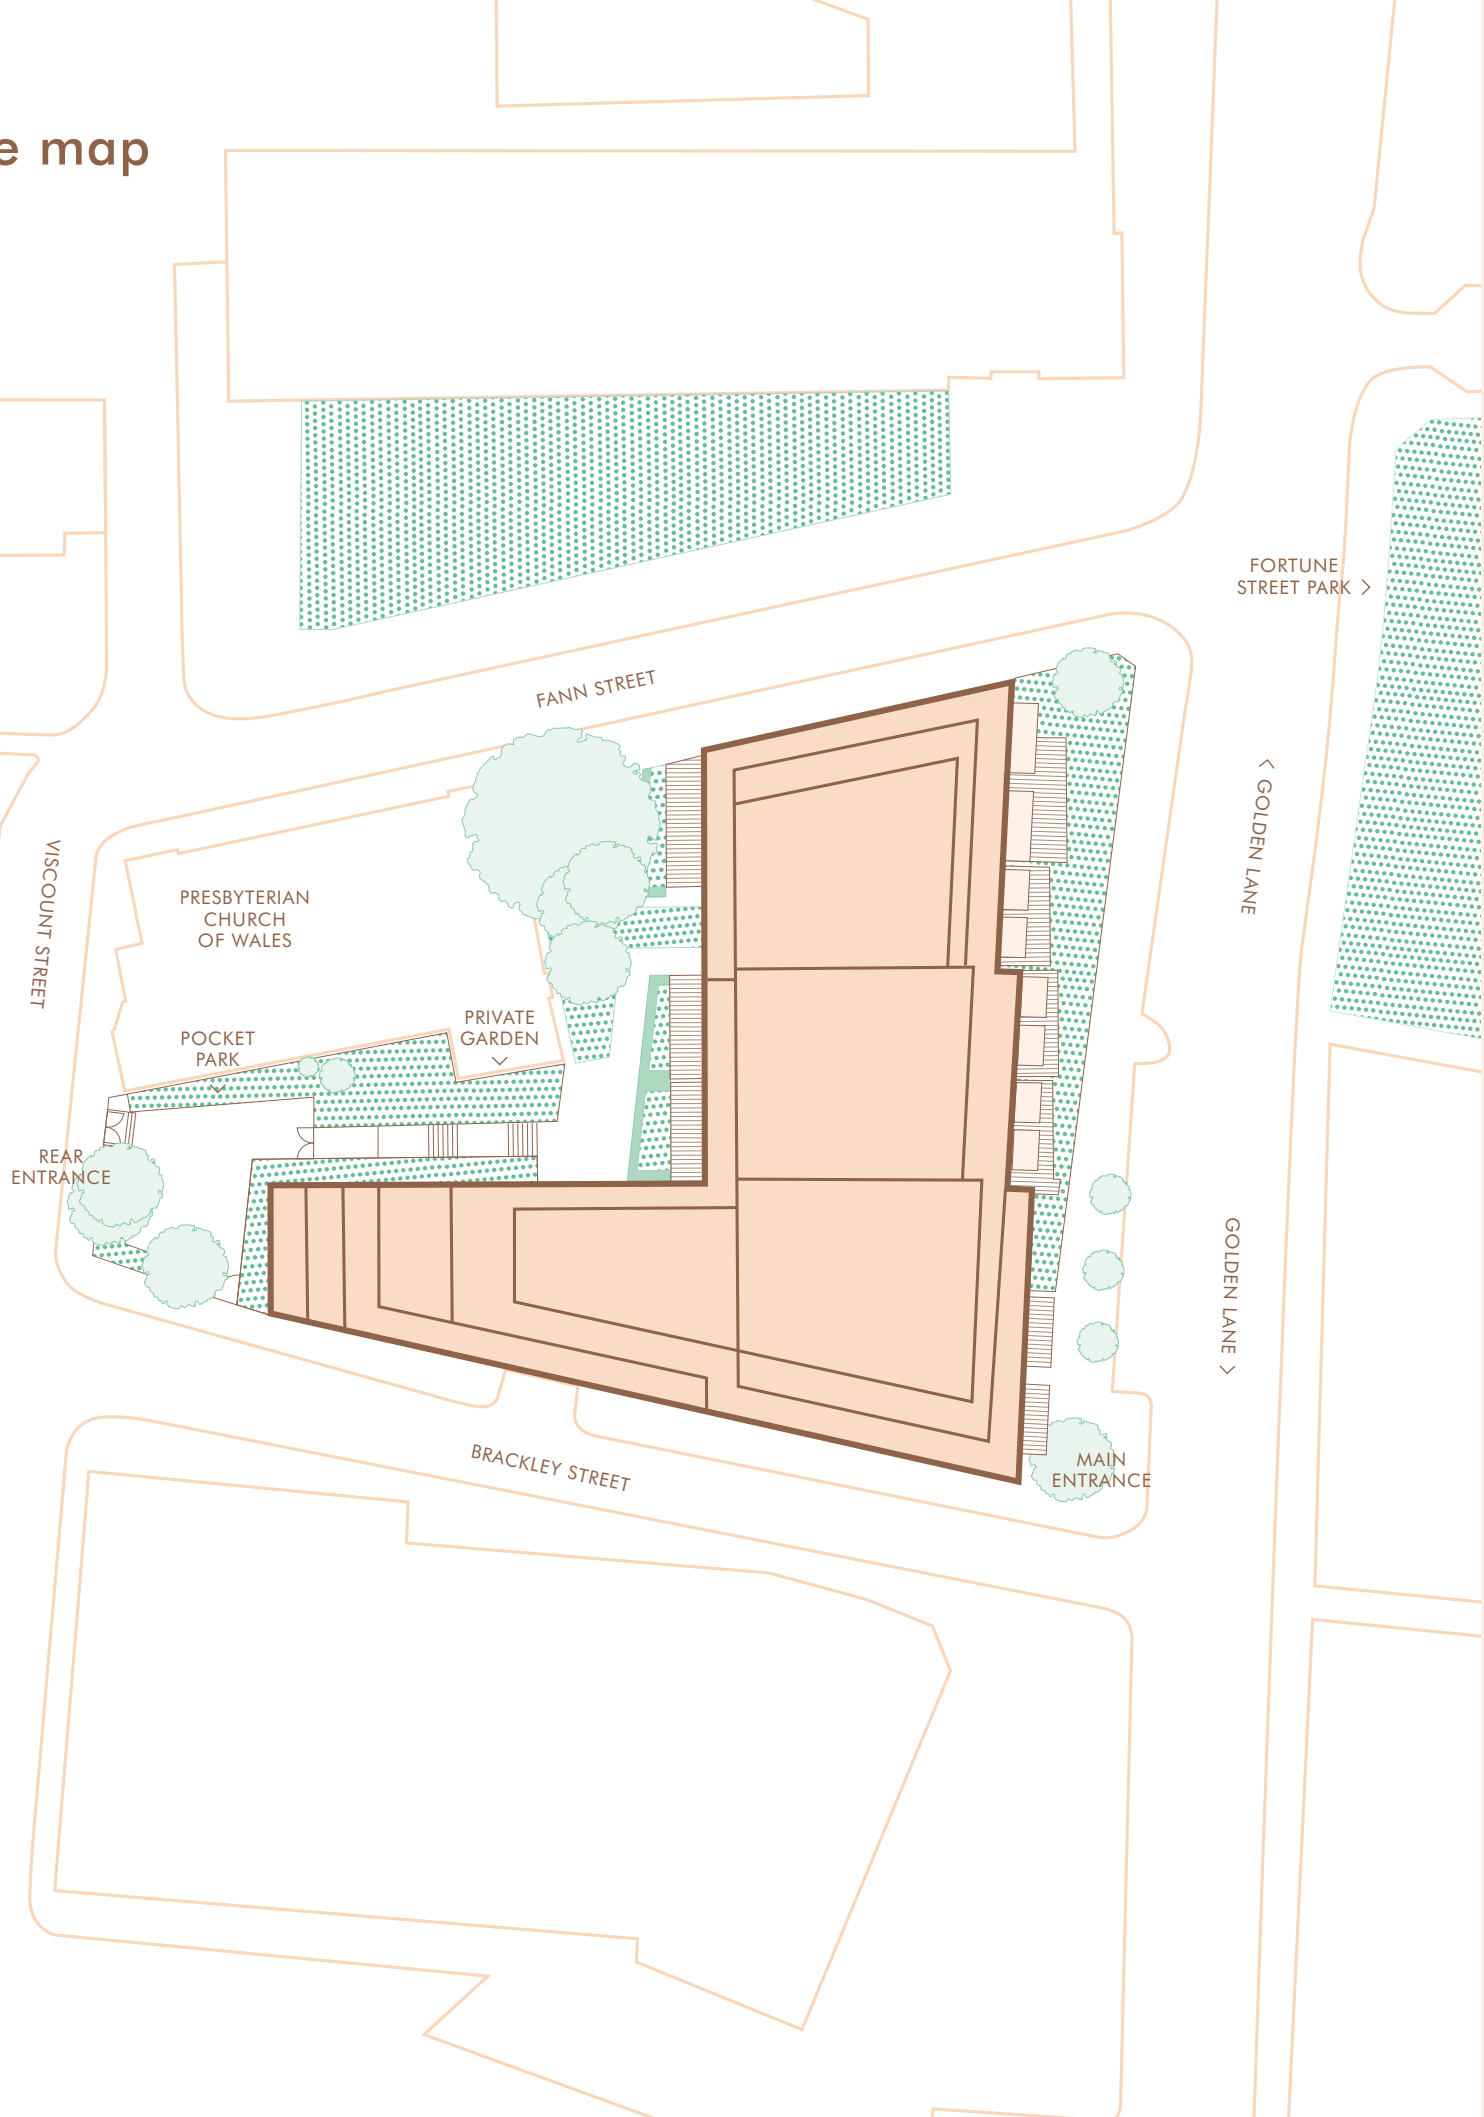 e map
FORTUNE
STREET PARK
FANN STREET
GOLDEN LANE
VISCOUNT STREET
PRESBYTERIAN
CHURCH
OF WALES
PRIVATE
GARDEN
POCKET
PARK
REAR
ENTRANCE
GOLDEN LANE
BRACKLEY STREET
MAIN
ENTRANCE